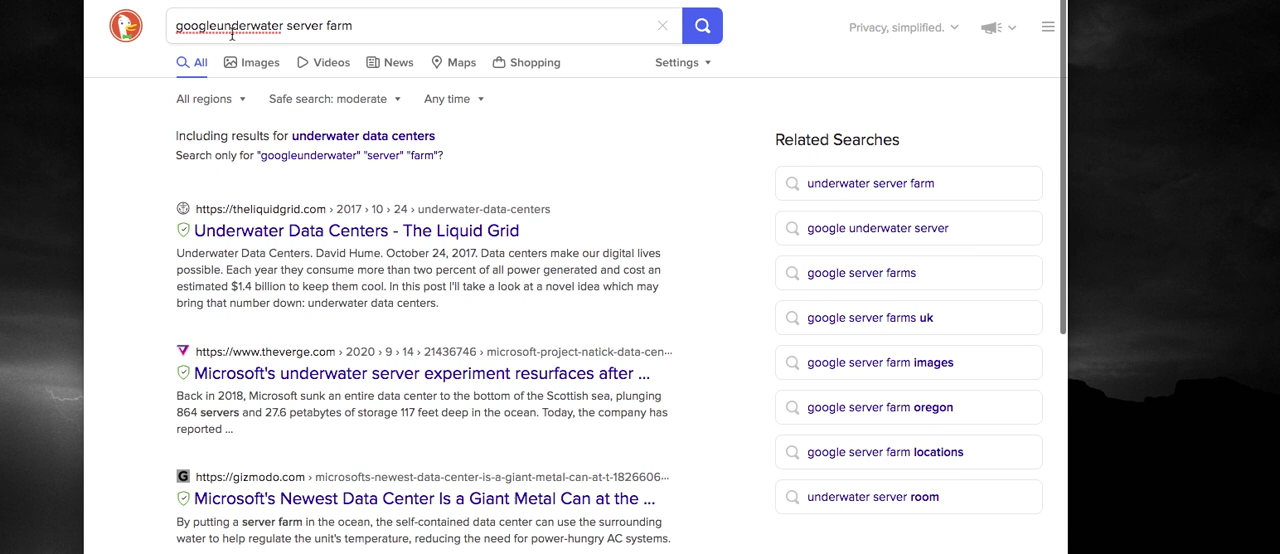 googleunderwater server farm
Privacy, simplified.
All Images Videos News Maps Shopping Settings
All regions Safe search: moderate Any time
Including results for underwater data centers
Search only for "googleunderwater" "server" "farm"?
https://theliquidgrid.com › 2017 › 10 › 24 › underwater-data-centers
Underwater Data Centers - The Liquid Grid
Underwater Data Centers. David Hume. October 24, 2017. Data centers make our digital lives
possible. Each year they consume more than two percent of all power generated and cost an
estimated $1.4 billion to keep them cool. In this post I'll take a look at a novel idea which may
bring that number down: underwater data centers.
https://www.theverge.com › 2020 › 9 › 14 › 21436746 › microsoft-project-natick-data-cen...
Microsoft's underwater server experiment resurfaces after ...
Back in 2018, Microsoft sunk an entire data center to the bottom of the Scottish sea, plunging
864 servers and 27.6 petabytes of storage 117 feet deep in the ocean. Today, the company has
reported ...
G https://gizmodo.com › microsofts-newest-data-center-is-a-giant-metal-can-at-t-1826606...
Microsoft's Newest Data Center Is a Giant Metal Can at the ...
By putting a server farm in the ocean, the self-contained data center can use the surrounding
water to help regulate the unit's temperature, reducing the need for power-hungry AC systems.
Related Searches
underwater server farm
google underwater server
google server farms
google server farms uk
google server farm images
google server farm oregon
google server farm locations
underwater server room